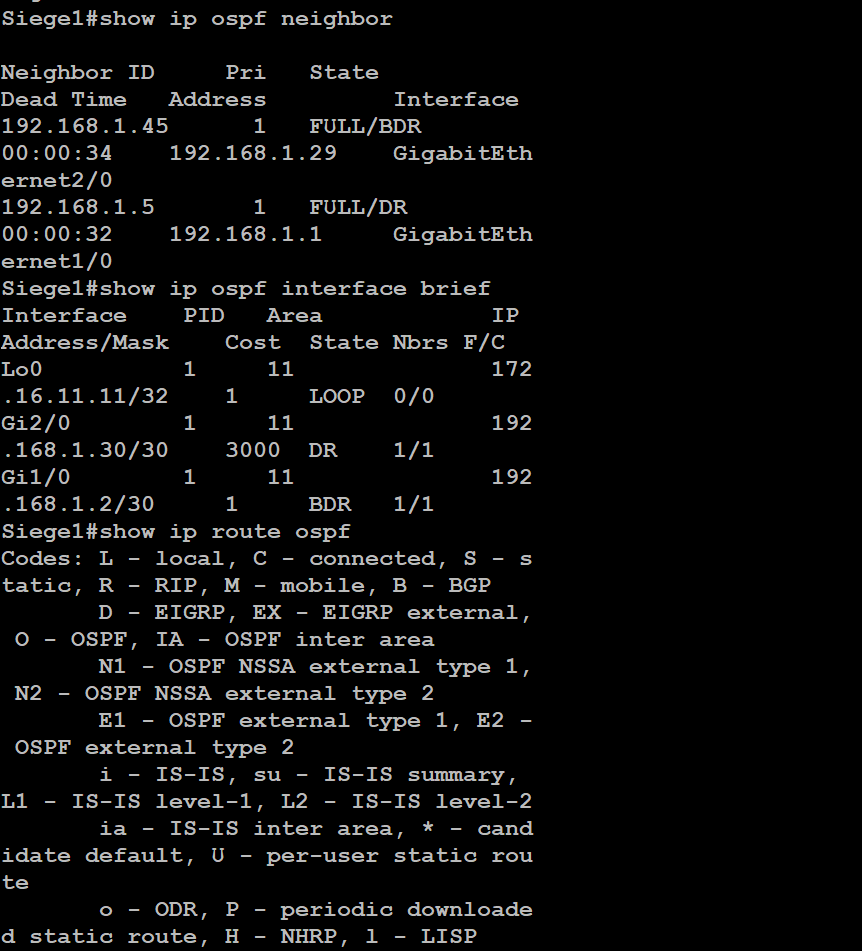 Siege1#show ip ospf neighbor
Neighbor ID     Pri   State
Dead Time   Address         Interface
192.168.1.45      1   FULL/BDR
00:00:34    192.168.1.29    GigabitEth
ernet2/0
192.168.1.5       1   FULL/DR
00:00:32    192.168.1.1     GigabitEth
ernet1/0
Siege1#show ip ospf interface brief
Interface    PID   Area            IP
Address/Mask    Cost  State Nbrs F/C
Lo0          1     11              172
.16.11.11/32    1     LOOP  0/0
Gi2/0        1     11              192
.168.1.30/30    3000  DR    1/1
Gi1/0        1     11              192
.168.1.2/30     1     BDR   1/1
Siege1#show ip route ospf
Codes: L - local, C - connected, S - s
tatic, R - RIP, M - mobile, B - BGP
       D - EIGRP, EX - EIGRP external,
 O - OSPF, IA - OSPF inter area
       N1 - OSPF NSSA external type 1,
 N2 - OSPF NSSA external type 2
       E1 - OSPF external type 1, E2 -
 OSPF external type 2
       i - IS-IS, su - IS-IS summary,
L1 - IS-IS level-1, L2 - IS-IS level-2
       ia - IS-IS inter area, * - cand
idate default, U - per-user static rou
te
       o - ODR, P - periodic downloade
d static route, H - NHRP, l - LISP